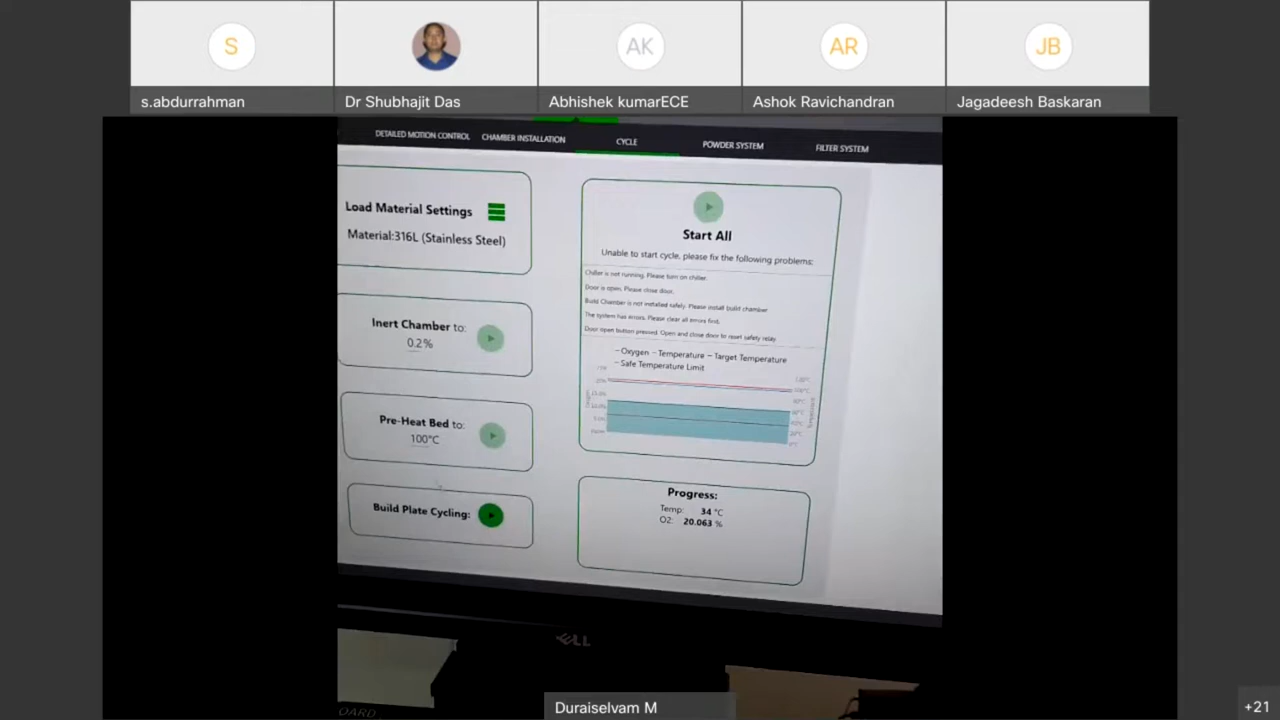 S
AK
AR
JB
s.abdurrahman
Dr Shubhajit Das
Abhishek kumarECE
Ashok Ravichandran
Jagadeesh Baskaran
DETAILED MOTION CONTROL
CHAMBER INSTALLATION
CYCLE
POWDER SYSTEM
FILTER SYSTEM
Load Material Settings
Material:316L (Stainless Steel)
Inert Chamber to:
0.2%
Pre-Heat Bed to:
100°C
Build Plate Cycling:
Start All
Unable to start cycle, please fix the following problems:
Chiller is not running. Please turn on chiller.
Door is open. Please close door.
Build Chamber is not installed safely. Please install build chamber
The system has errors. Please clear all errors first.
Door open button pressed. Open and close door to reset safety relay
Oxygen – Temperature – Target Temperature
Safe Temperature Limit
Progress:
Temp: 34 °C
O2: 20.063 %
DELL
OARD
Duraiselvam M
+21